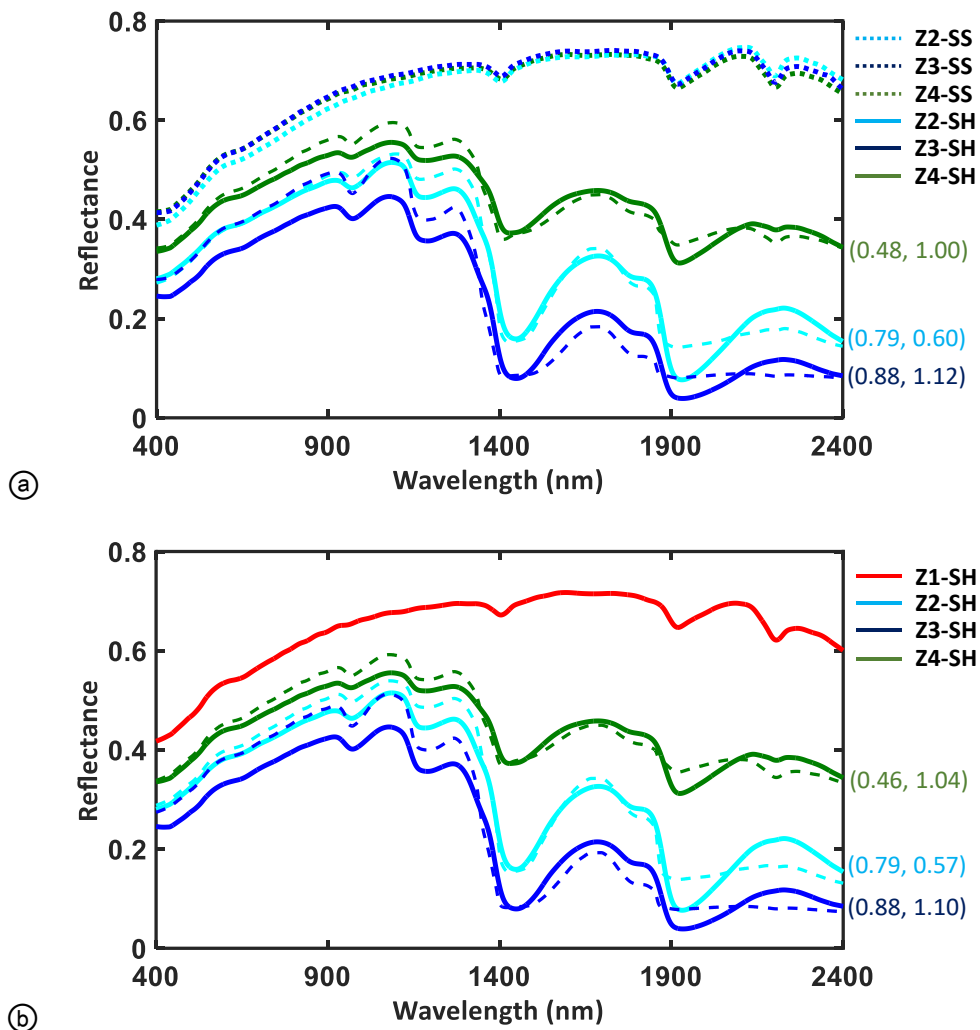 0.8
0.6
0.4
0.2
0
Reflectance
400
900
1400
1900
2400
Wavelength (nm)
Z2-SS
Z3-SS
Z4-SS
Z2-SH
Z3-SH
Z4-SH
(0.48, 1.00)
(0.79, 0.60)
(0.88, 1.12)
a
0.8
0.6
0.4
0.2
0
Reflectance
400
900
1400
1900
2400
Wavelength (nm)
Z1-SH
Z2-SH
Z3-SH
Z4-SH
(0.46, 1.04)
(0.79, 0.57)
(0.88, 1.10)
b